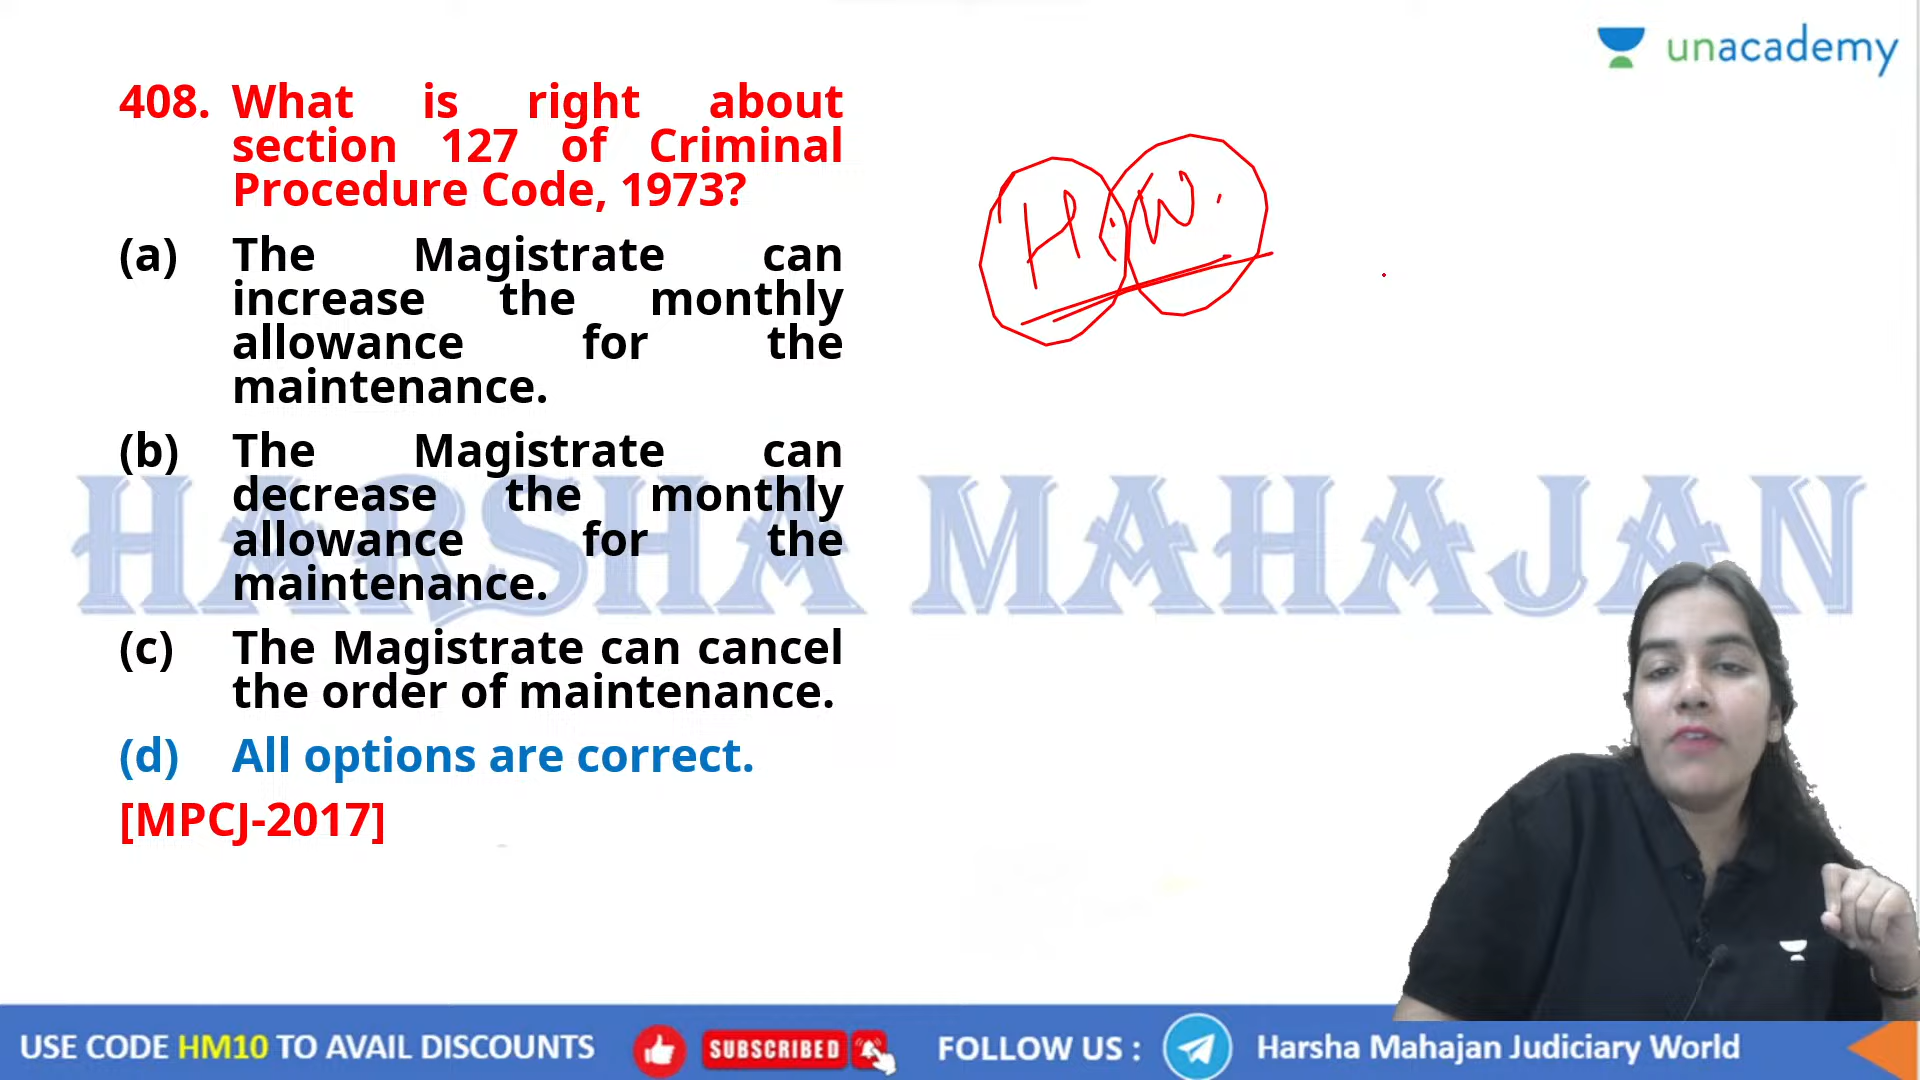 unacademy
408. What is right about
section 127 of Criminal
Procedure Code, 1973?
(a) The Magistrate can
increase the monthly
allowance for the
maintenance.
(b) The Magistrate can
decrease the monthly
allowance for the
maintenance.
(c) The Magistrate can cancel
the order of maintenance.
(d) All options are correct.
[MPCJ-2017]
H.W.
HARSHA MAHAJAN
USE CODE HM10 TO AVAIL DISCOUNTS
SUBSCRIBED
FOLLOW US :
Harsha Mahajan Judiciary World